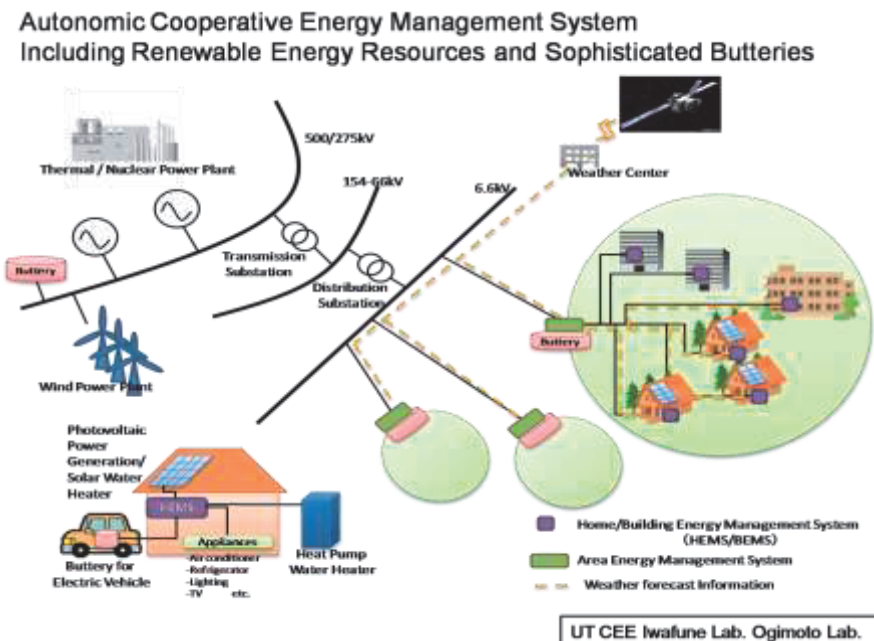 Autonomic Cooperative Energy Management System
Including Renewable Energy Resources and Sophisticated Butteries
500/275kV
Thermal / Nuclear Power Plant
154-66kV
6.6kV
Weather Center
Transmission
Substation
Distribution
Substation
Buttery
Wind Power Plant
Buttery
Photovoltaic
Power
Generation/
Solar Water
Heater
HEMS
Appliances
-Air conditioner
-Refrigerator
-Lighting
-TV etc.
Buttery for
Electric Vehicle
Heat Pump
Water Heater
Home/Building Energy Management System
(HEMS/BEMS)
Area Energy Management System
Weather forecast Information
UT CEE Iwafune Lab. Ogimoto Lab.